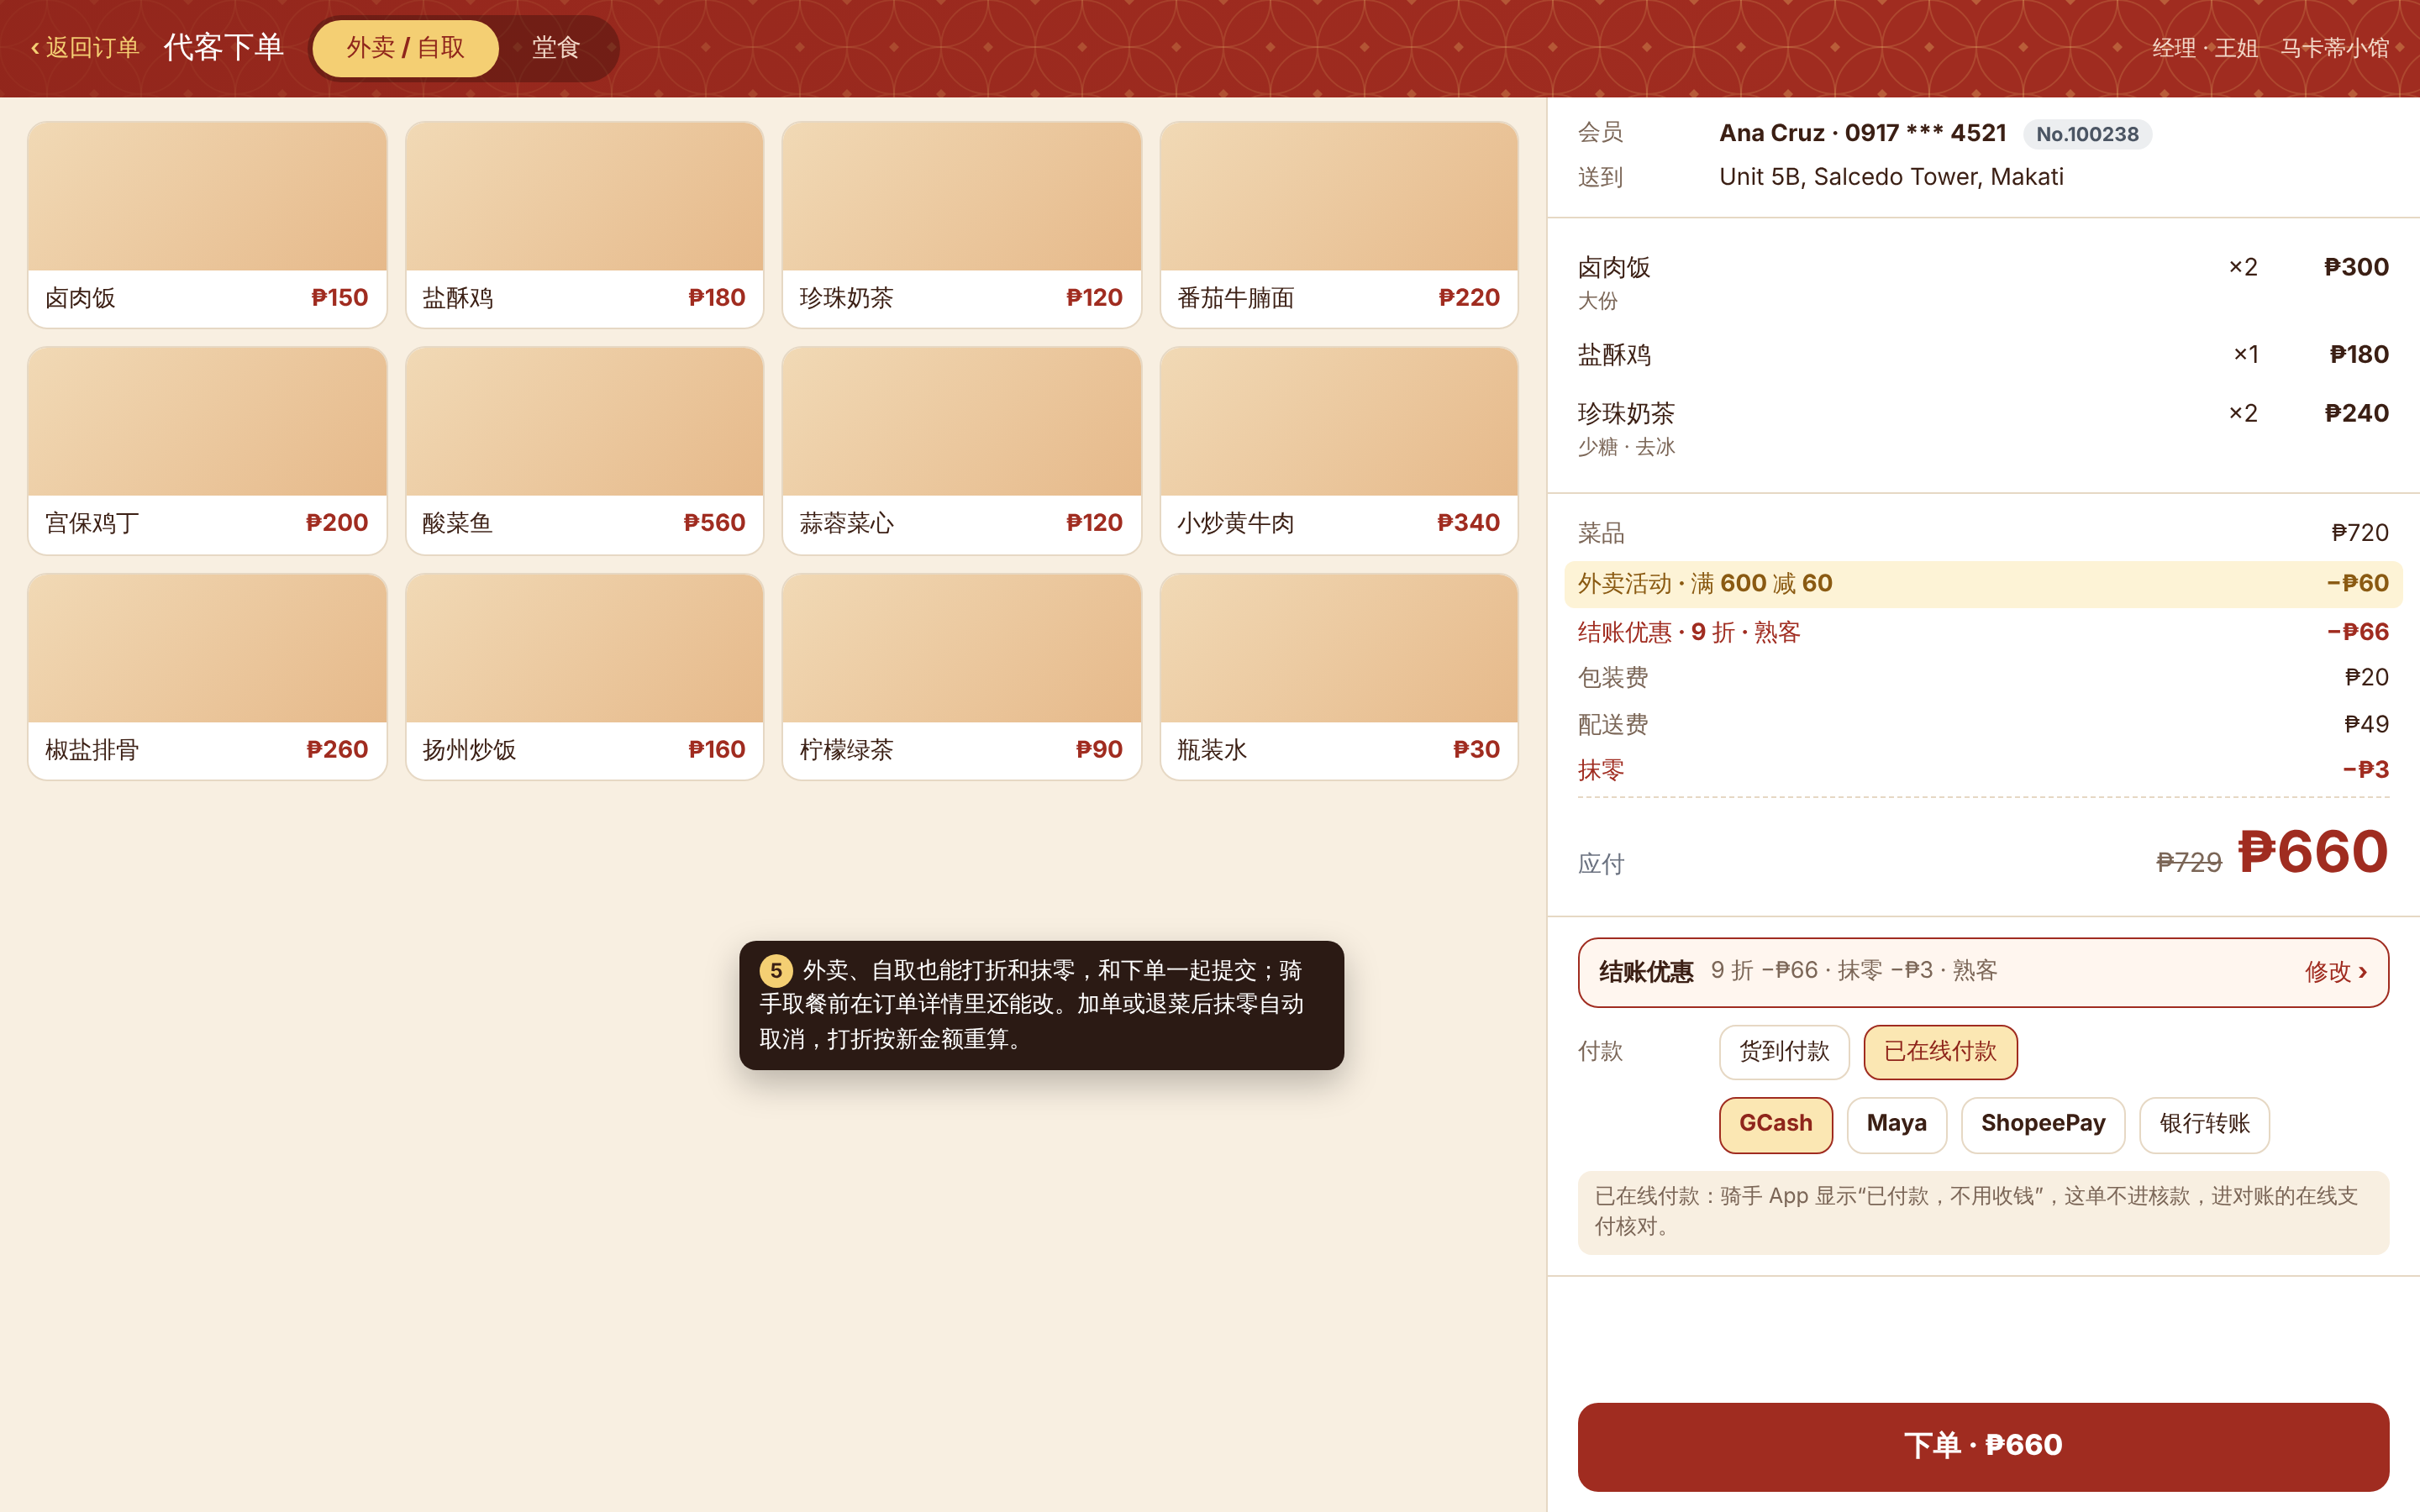 ‹ 返回订单 代客下单 外卖 / 自取 堂食 经理 · 王姐 马卡蒂小馆
卤肉饭 ₱150 盐酥鸡 ₱180 珍珠奶茶 ₱120 番茄牛腩面 ₱220
宫保鸡丁 ₱200 酸菜鱼 ₱560 蒜蓉菜心 ₱120 小炒黄牛肉 ₱340
椒盐排骨 ₱260 扬州炒饭 ₱160 柠檬绿茶 ₱90 瓶装水 ₱30
5 外卖、自取也能打折和抹零，和下单一起提交；骑
手取餐前在订单详情里还能改。加单或退菜后抹零自动
取消，打折按新金额重算。
会员 Ana Cruz · 0917 *** 4521 No.100238
送到 Unit 5B, Salcedo Tower, Makati
卤肉饭 ×2 ₱300
大份
盐酥鸡 ×1 ₱180
珍珠奶茶 ×2 ₱240
少糖 · 去冰
菜品 ₱720
外卖活动 · 满 600 减 60 −₱60
结账优惠 · 9 折 · 熟客 −₱66
包装费 ₱20
配送费 ₱49
抹零 −₱3
应付 ₱729 ₱660
结账优惠 9 折 −₱66 · 抹零 −₱3 · 熟客 修改 ›
付款 货到付款 已在线付款
GCash Maya ShopeePay 银行转账
已在线付款：骑手 App 显示“已付款，不用收钱”，这单不进核款，进对账的在线支
付核对。
下单 · ₱660